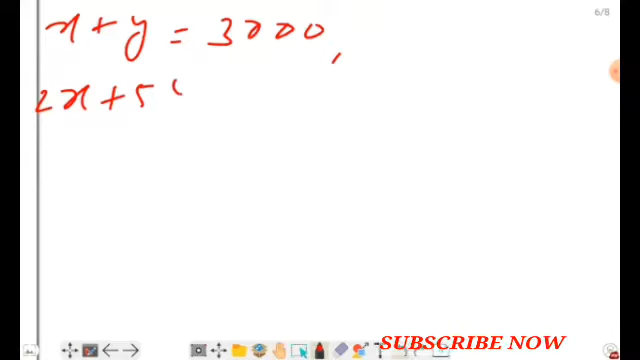 6/8
x + y = 3000,
2x + 5
SUBSCRIBE NOW